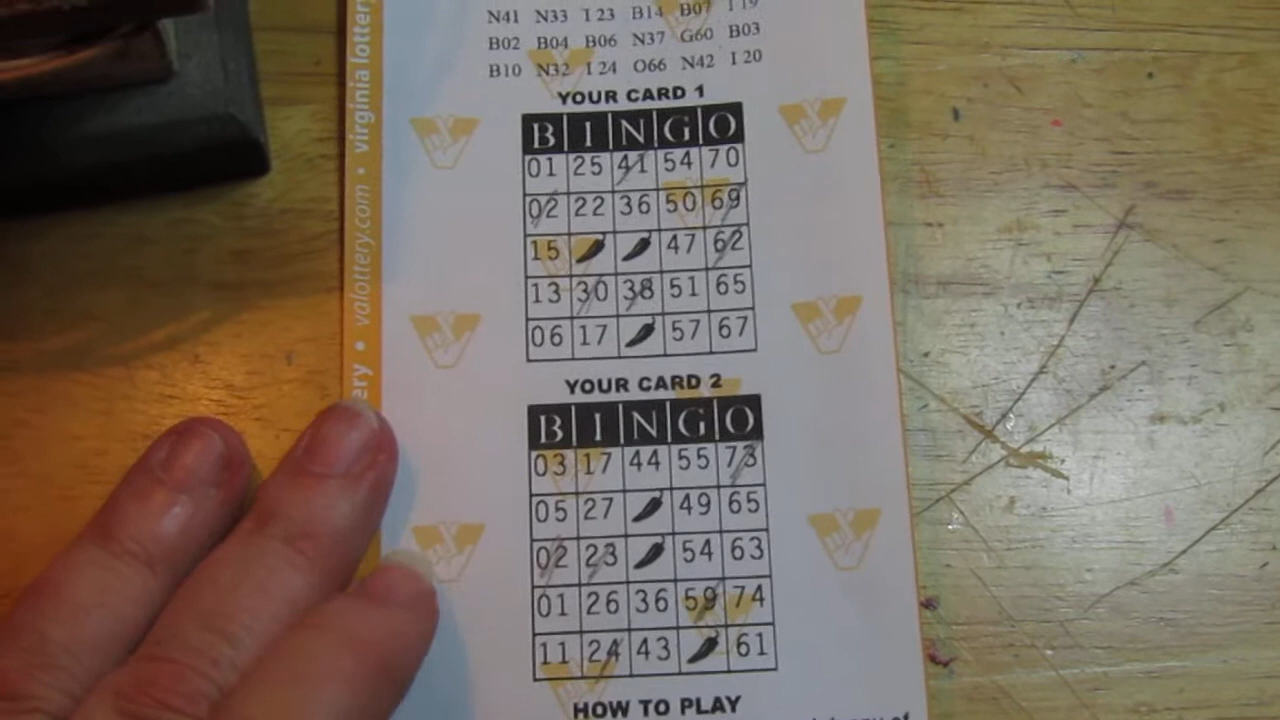 N41 N33 I 23 B14 B07 I 19
B02 B04 B06 N37 G60 B03
B10 N32 I 24 O66 N42 I 20
YOUR CARD 1
B I N G O
01 25 41 54 70
02 22 36 50 69
15 47 62
13 30 38 51 65
06 17 57 67
YOUR CARD 2
B I N G O
03 17 44 55 73
05 27 49 65
02 23 54 63
01 26 36 59 74
11 24 43 61
HOW TO PLAY
of
ery • valottery.com • virginia lottery